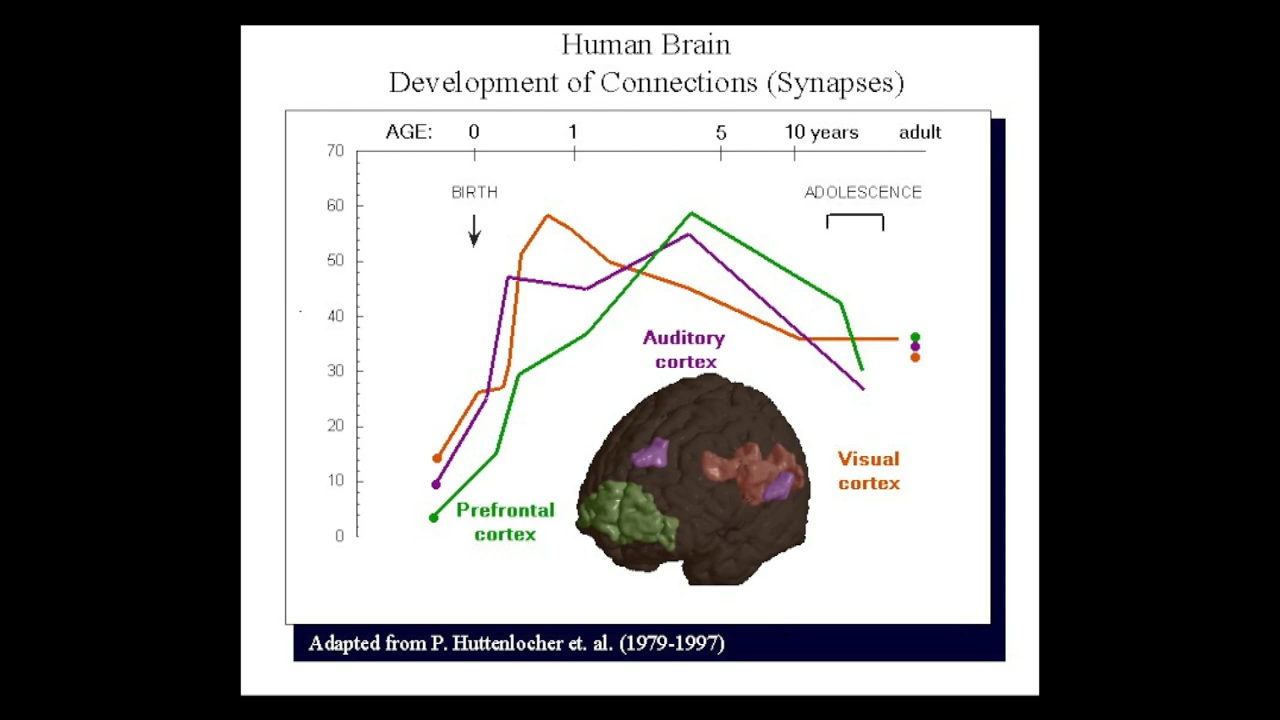 Human Brain
Development of Connections (Synapses)
AGE: 0 1 5 10 years adult
70
BIRTH ADOLESCENCE
60
50
40
Auditory
cortex
30
20
Visual
cortex
10
Prefrontal
cortex
0
Adapted from P. Huttenlocher et. al. (1979-1997)